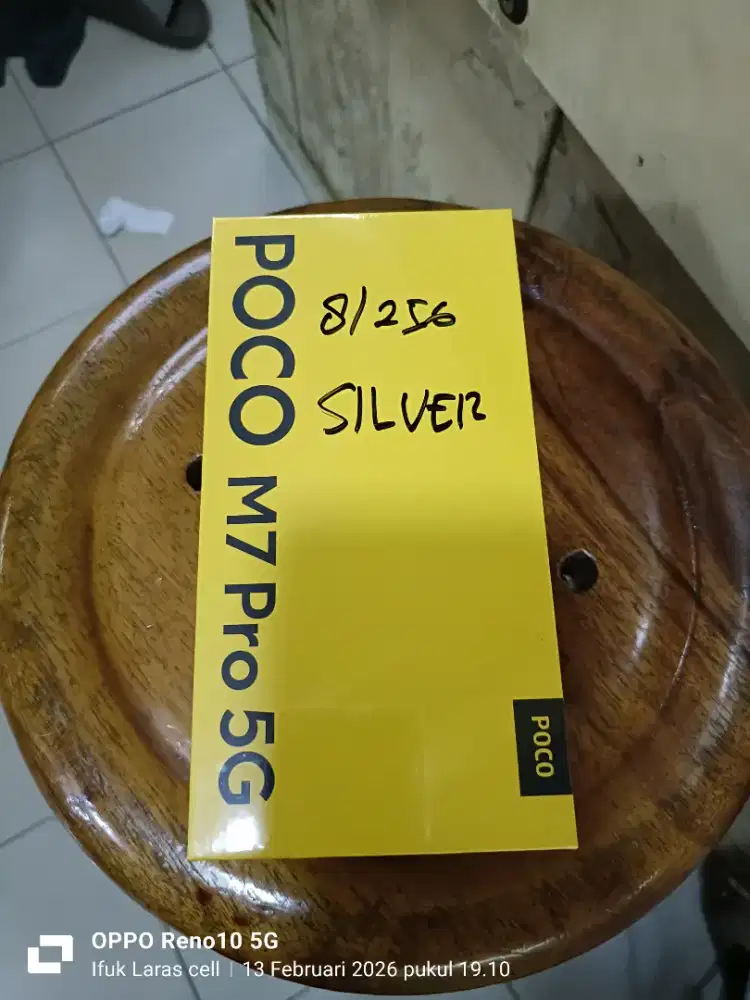 POCO M7 Pro 5G
8/256
SILVER
POCO
OPPO Reno10 5G
Ifuk Laras cell | 13 Februari 2026 pukul 19.10